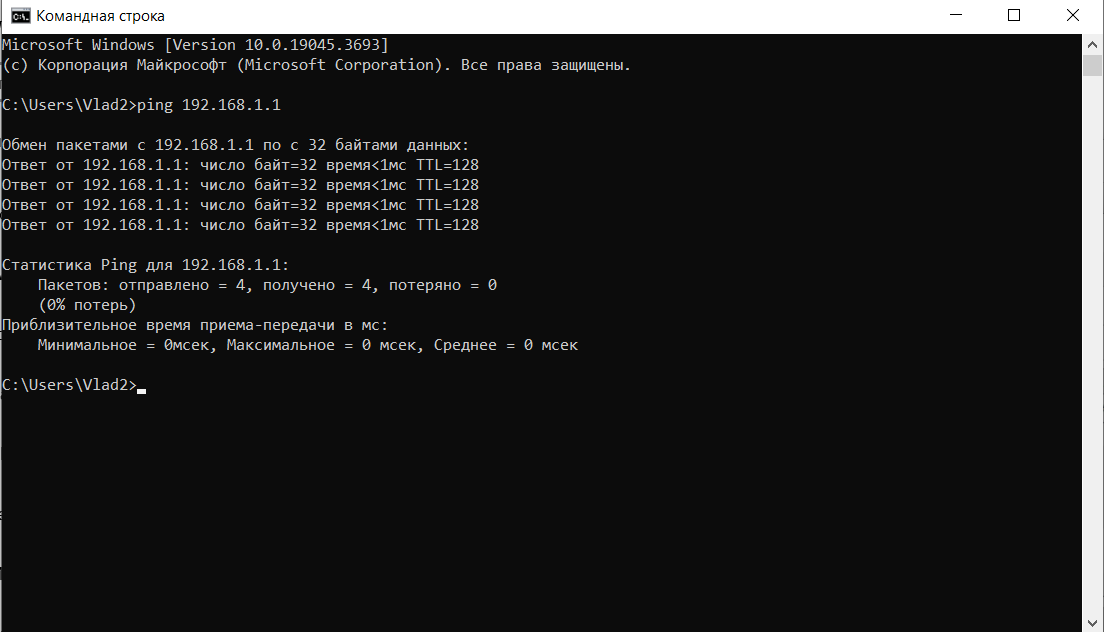 Командная строка
Microsoft Windows [Version 10.0.19045.3693]
(c) Корпорация Майкрософт (Microsoft Corporation). Все права защищены.
C:\Users\Vlad2>ping 192.168.1.1
Обмен пакетами с 192.168.1.1 по с 32 байтами данных:
Ответ от 192.168.1.1: число байт=32 время<1мс TTL=128
Ответ от 192.168.1.1: число байт=32 время<1мс TTL=128
Ответ от 192.168.1.1: число байт=32 время<1мс TTL=128
Ответ от 192.168.1.1: число байт=32 время<1мс TTL=128
Статистика Ping для 192.168.1.1:
Пакетов: отправлено = 4, получено = 4, потеряно = 0
(0% потерь)
Приблизительное время приема-передачи в мс:
Минимальное = 0мсек, Максимальное = 0 мсек, Среднее = 0 мсек
C:\Users\Vlad2>